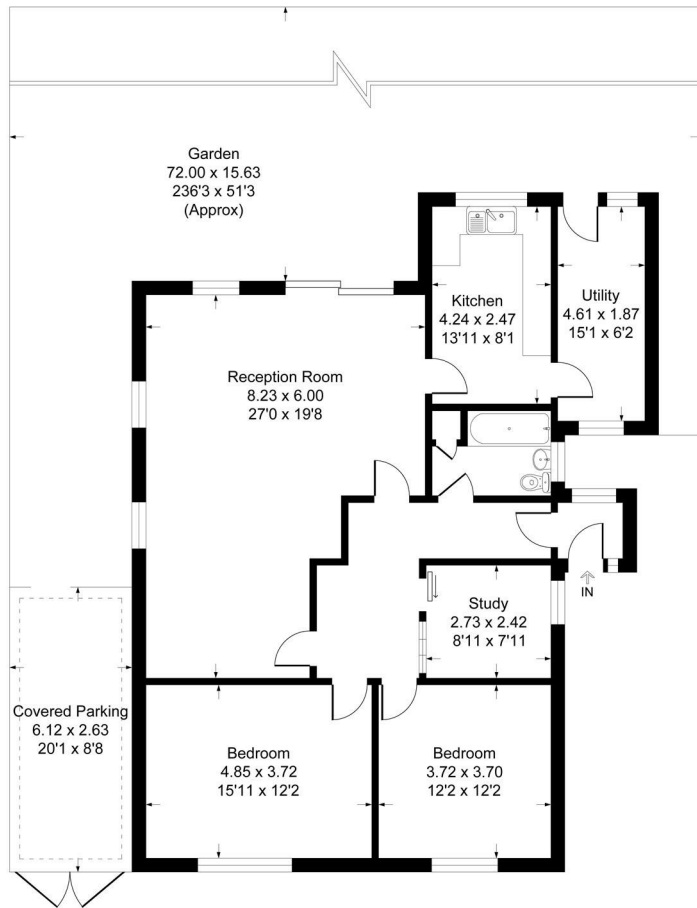 Garden
72.00 x 15.63
236'3 x 51'3
(Approx)
Kitchen
4.24 x 2.47
13'11 x 8'1
Utility
4.61 x 1.87
15'1 x 6'2
Reception Room
8.23 x 6.00
27'0 x 19'8
IN
Study
2.73 x 2.42
8'11 x 7'11
Covered Parking
6.12 x 2.63
20'1 x 8'8
Bedroom
4.85 x 3.72
15'11 x 12'2
Bedroom
3.72 x 3.70
12'2 x 12'2